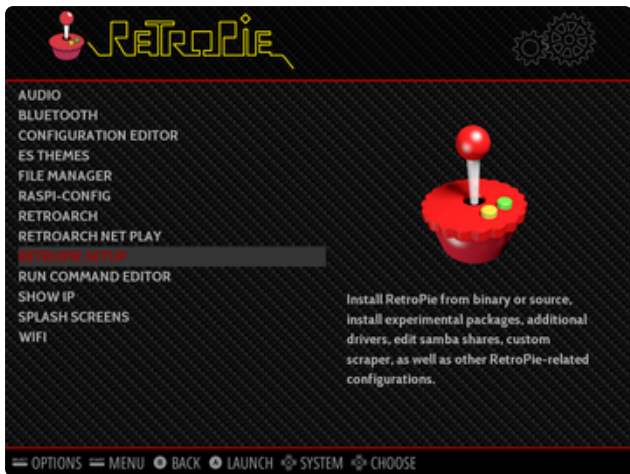 RETROPIE
AUDIO
BLUETOOTH
CONFIGURATION EDITOR
ES THEMES
FILE MANAGER
RASPI-CONFIG
RETROARCH
RETROARCH NET PLAY
RETROPIE SETUP
RUN COMMAND EDITOR
SHOW IP
SPLASH SCREENS
WIFI
Install RetroPie from binary or source,
install experimental packages, additional
drivers, edit samba shares, custom
scraper, as well as other RetroPie-related
configurations.
SELECT OPTIONS START MENU B BACK A LAUNCH SYSTEM CHOOSE